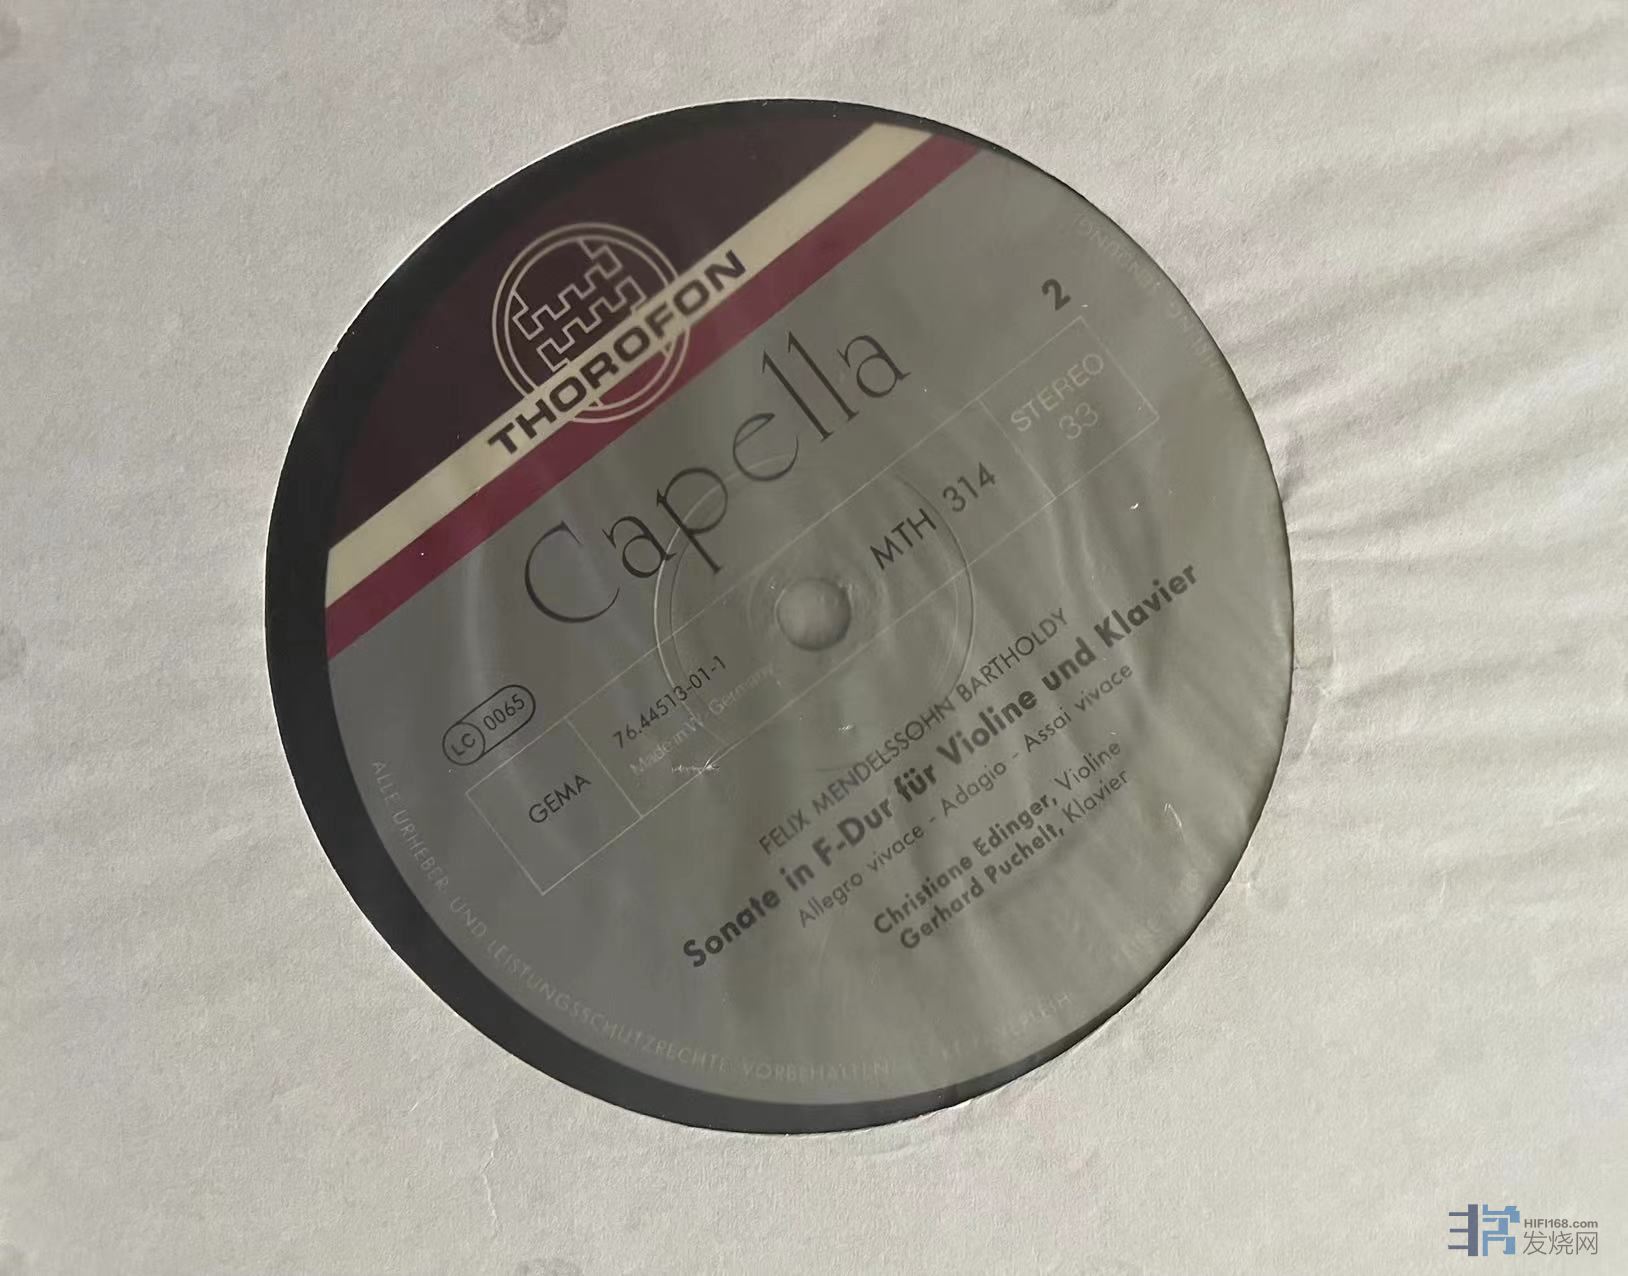 THOROFON
Capella
2
STEREO
33
MTH 314
LC 0065
GEMA
76.44513-01-1
Made in W. Germany
FELIX MENDELSSOHN BARTHOLDY
Sonate in F-Dur für Violine und Klavier
Allegro vivace - Adagio - Assai vivace
Christiane Edinger, Violine
Gerhard Puchelt, Klavier
ALLE URHEBER- UND LEISTUNGSSCHUTZRECHTE VORBEHALTEN
VERLEIH
HIFI168.com
发烧网